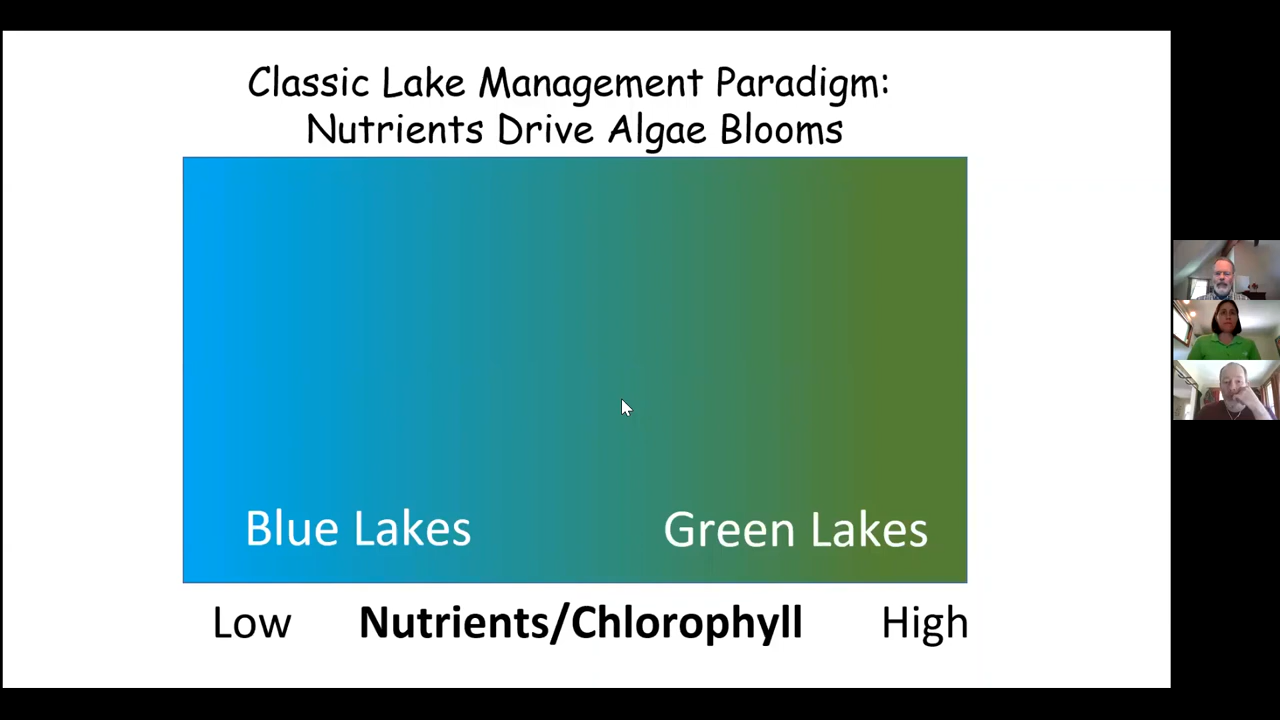 Classic Lake Management Paradigm:
Nutrients Drive Algae Blooms
Blue Lakes
Green Lakes
Low
Nutrients/Chlorophyll
High